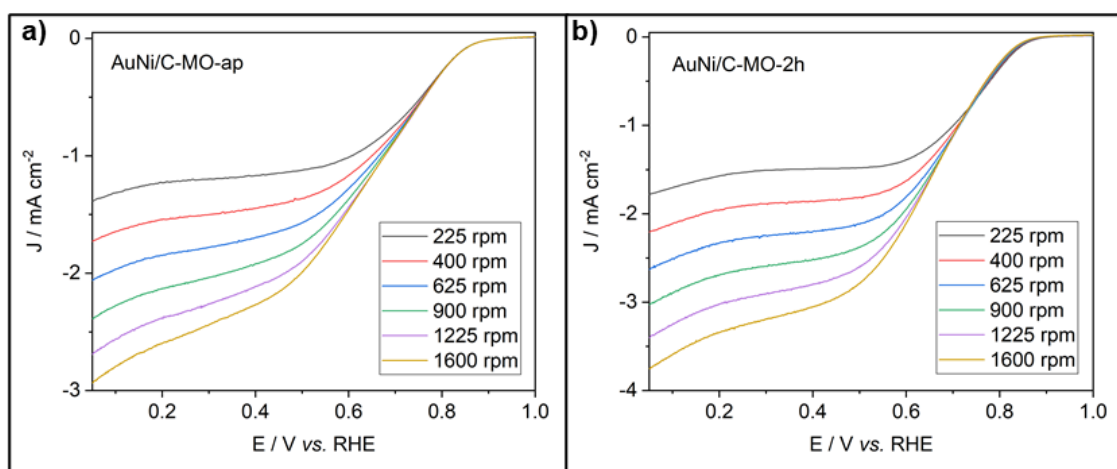 a)
AuNi/C-MO-ap
0
-1
-2
-3
J / mA cm⁻²
225 rpm
400 rpm
625 rpm
900 rpm
1225 rpm
1600 rpm
0.2 0.4 0.6 0.8 1.0
E / V vs. RHE
b)
AuNi/C-MO-2h
0
-1
-2
-3
-4
J / mA cm⁻²
225 rpm
400 rpm
625 rpm
900 rpm
1225 rpm
1600 rpm
0.2 0.4 0.6 0.8 1.0
E / V vs. RHE